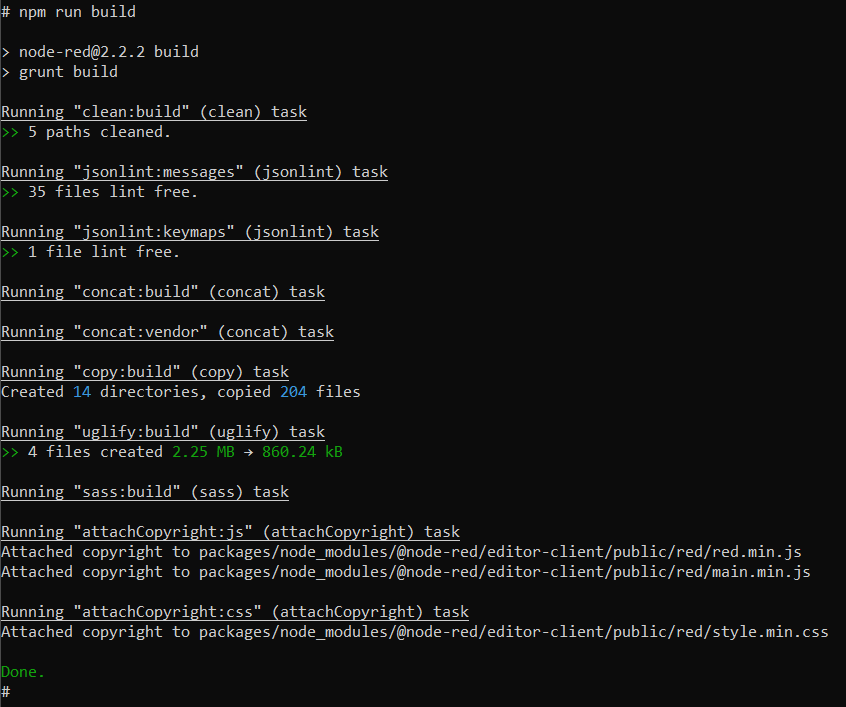 # npm run build
> node-red@2.2.2 build
> grunt build
Running "clean:build" (clean) task
>> 5 paths cleaned.
Running "jsonlint:messages" (jsonlint) task
>> 35 files lint free.
Running "jsonlint:keymaps" (jsonlint) task
>> 1 file lint free.
Running "concat:build" (concat) task
Running "concat:vendor" (concat) task
Running "copy:build" (copy) task
Created 14 directories, copied 204 files
Running "uglify:build" (uglify) task
>> 4 files created 2.25 MB → 860.24 kB
Running "sass:build" (sass) task
Running "attachCopyright:js" (attachCopyright) task
Attached copyright to packages/node_modules/@node-red/editor-client/public/red/red.min.js
Attached copyright to packages/node_modules/@node-red/editor-client/public/red/main.min.js
Running "attachCopyright:css" (attachCopyright) task
Attached copyright to packages/node_modules/@node-red/editor-client/public/red/style.min.css
Done.
#